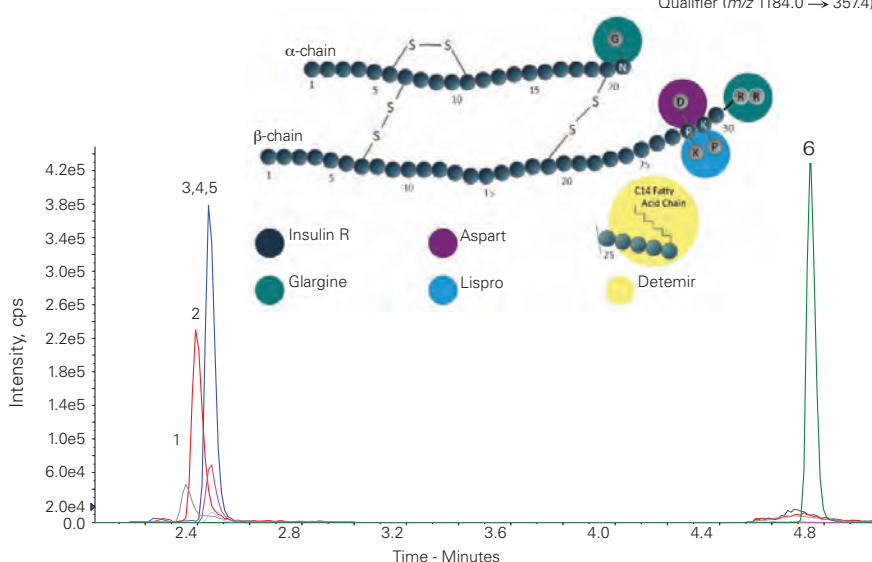 Qualifier (m/z 1184.0 → 357.4)
α-chain
S S
G
N
1 5 10 15 20
S
S
S
S
D
R R
P K
30
K P
β-chain
1 5 10 15 20 25
C14 Fatty
Acid Chain
25
Insulin R
Aspart
Glargine
Lispro
Detemir
Intensity, cps
4.2e5
3.8e5
3.4e5
3.0e5
2.6e5
2.2e5
1.8e5
1.4e5
1.0e5
6.0e4
2.0e4
0.0
3,4,5
2
1
6
2.4 2.8 3.2 3.6 4.0 4.4 4.8
Time - Minutes